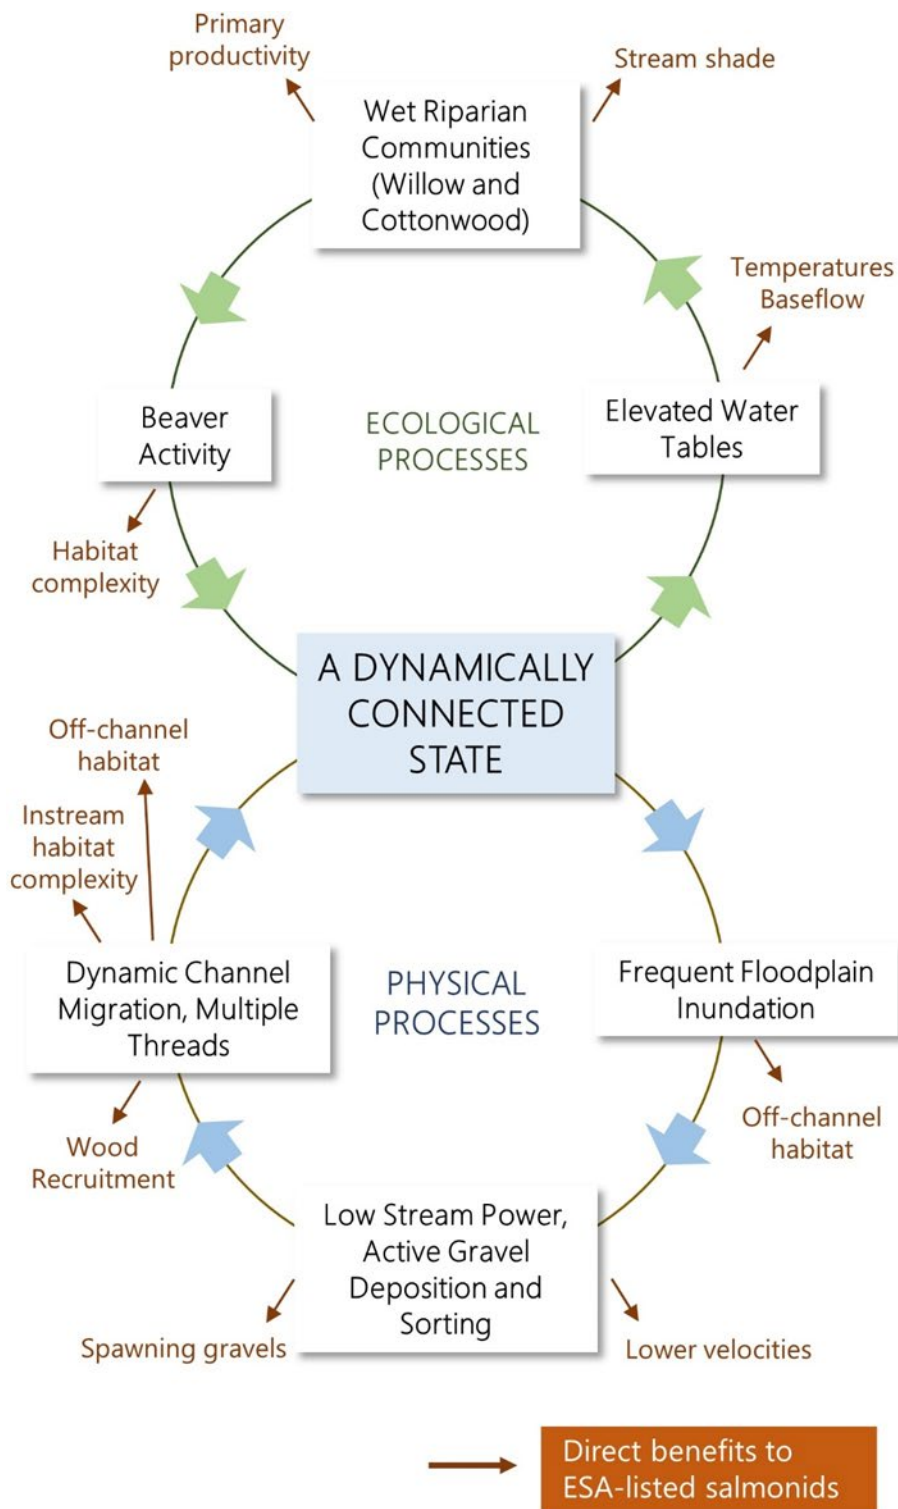 Primary
productivity
Stream shade
Wet Riparian
Communities
(Willow and
Cottonwood)
Temperatures
Baseflow
Beaver
Activity
ECOLOGICAL
PROCESSES
Elevated Water
Tables
Habitat
complexity
A DYNAMICALLY
CONNECTED
STATE
Off-channel
habitat
Instream
habitat
complexity
Dynamic Channel
Migration, Multiple
Threads
PHYSICAL
PROCESSES
Frequent Floodplain
Inundation
Wood
Recruitment
Off-channel
habitat
Low Stream Power,
Active Gravel
Deposition and
Sorting
Spawning gravels
Lower velocities
Direct benefits to
ESA-listed salmonids